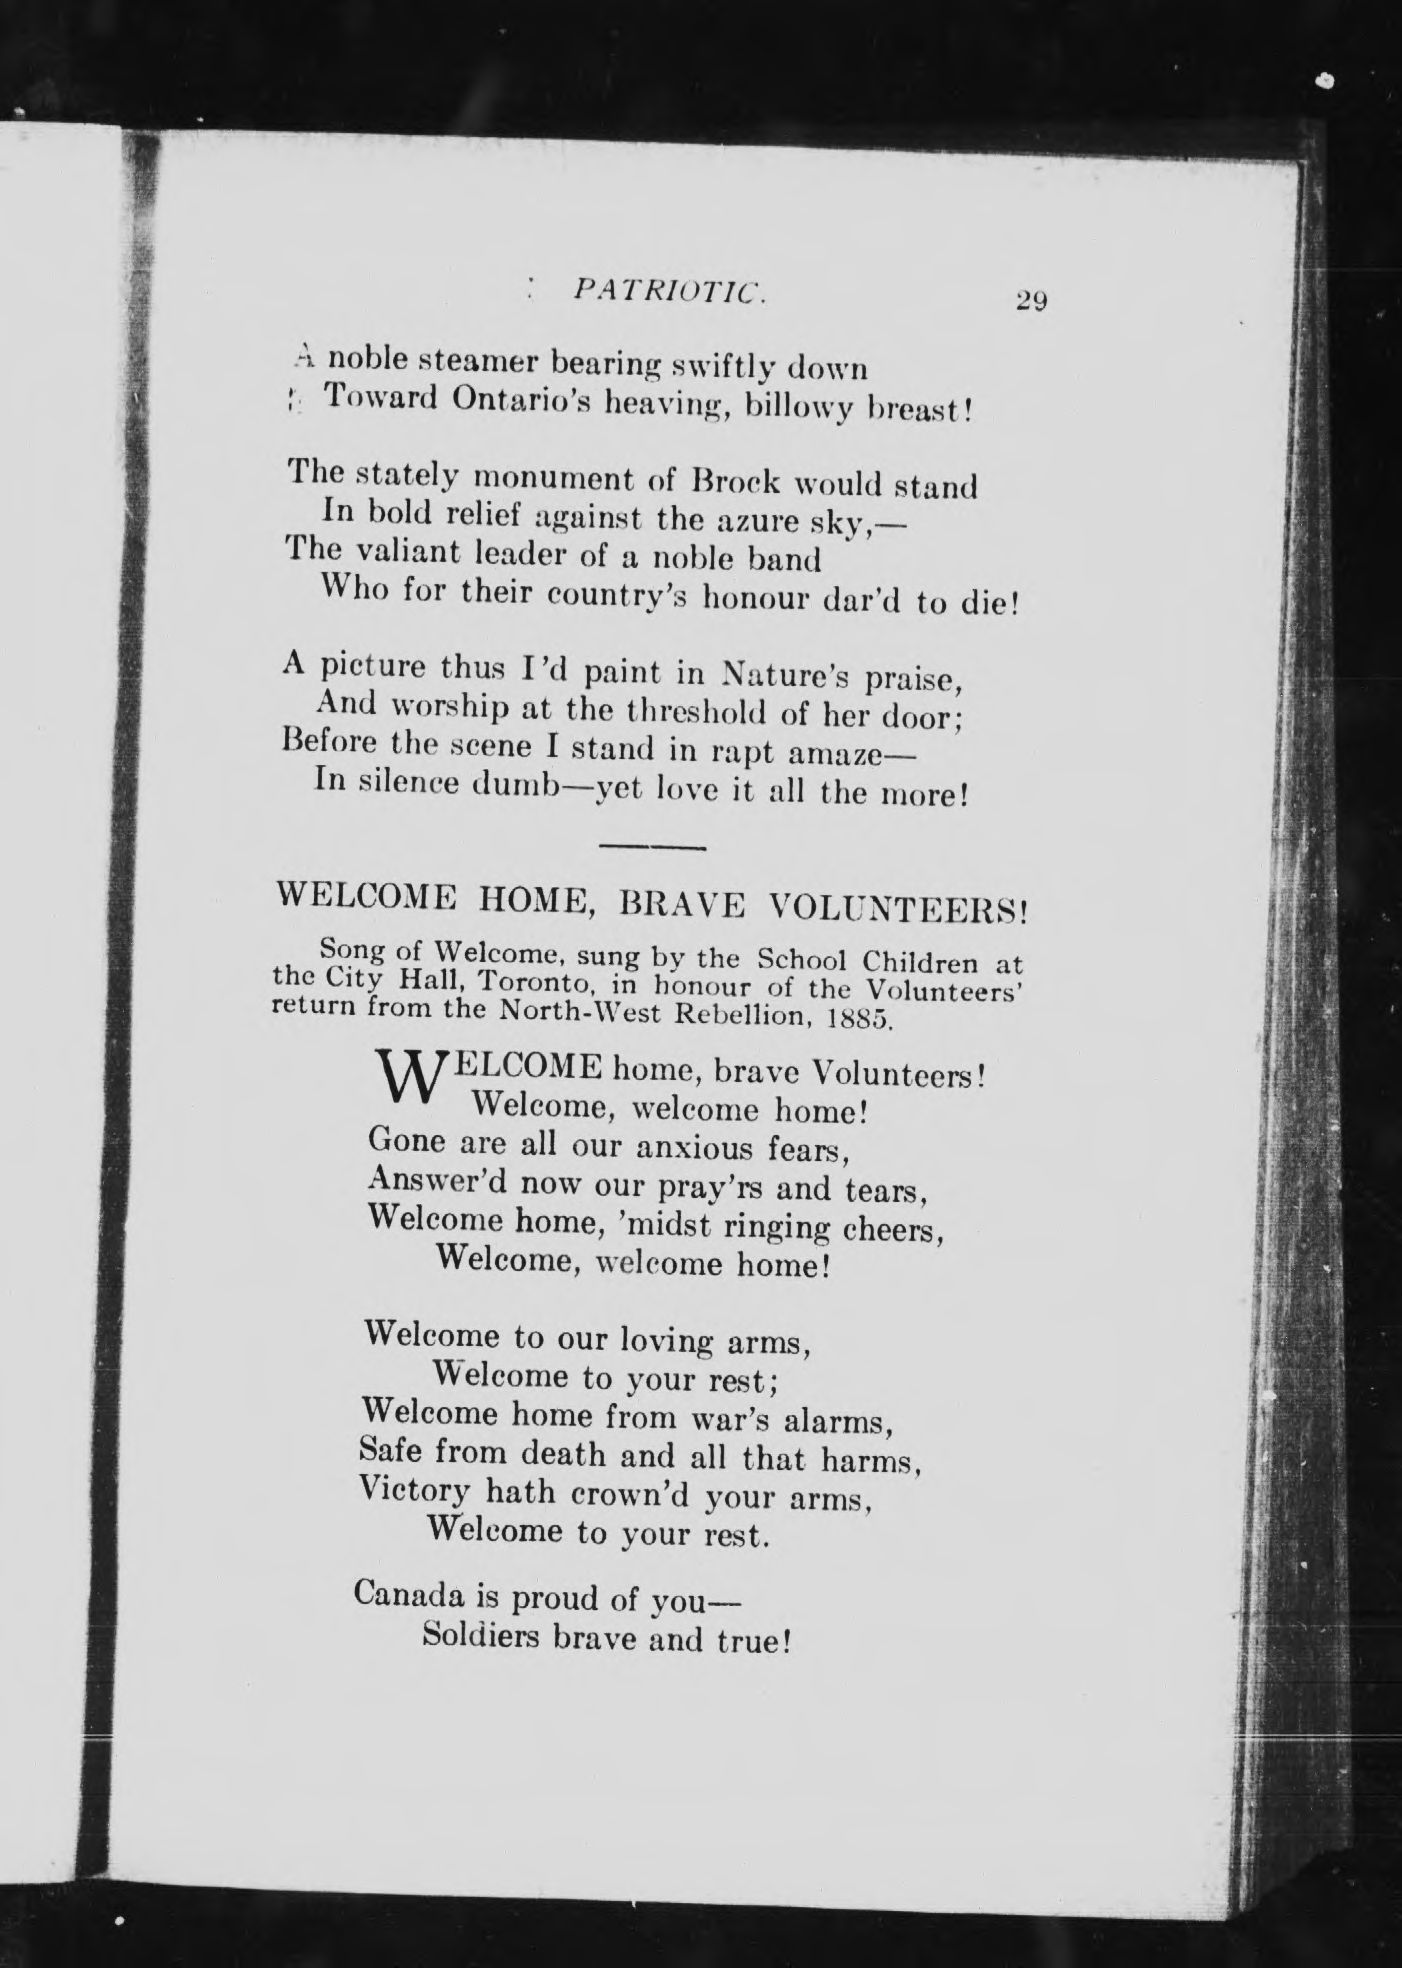 PATRIOTIC. 29
A noble steamer bearing swiftly down
Toward Ontario's heaving, billowy breast!
The stately monument of Brock would stand
In bold relief against the azure sky,—
The valiant leader of a noble band
Who for their country's honour dar'd to die!
A picture thus I'd paint in Nature's praise,
And worship at the threshold of her door;
Before the scene I stand in rapt amaze—
In silence dumb—yet love it all the more!
WELCOME HOME, BRAVE VOLUNTEERS!
Song of Welcome, sung by the School Children at
the City Hall, Toronto, in honour of the Volunteers'
return from the North-West Rebellion, 1885.
WELCOME home, brave Volunteers!
Welcome, welcome home!
Gone are all our anxious fears,
Answer'd now our pray'rs and tears,
Welcome home, 'midst ringing cheers,
Welcome, welcome home!
Welcome to our loving arms,
Welcome to your rest;
Welcome home from war's alarms,
Safe from death and all that harms,
Victory hath crown'd your arms,
Welcome to your rest.
Canada is proud of you—
Soldiers brave and true!